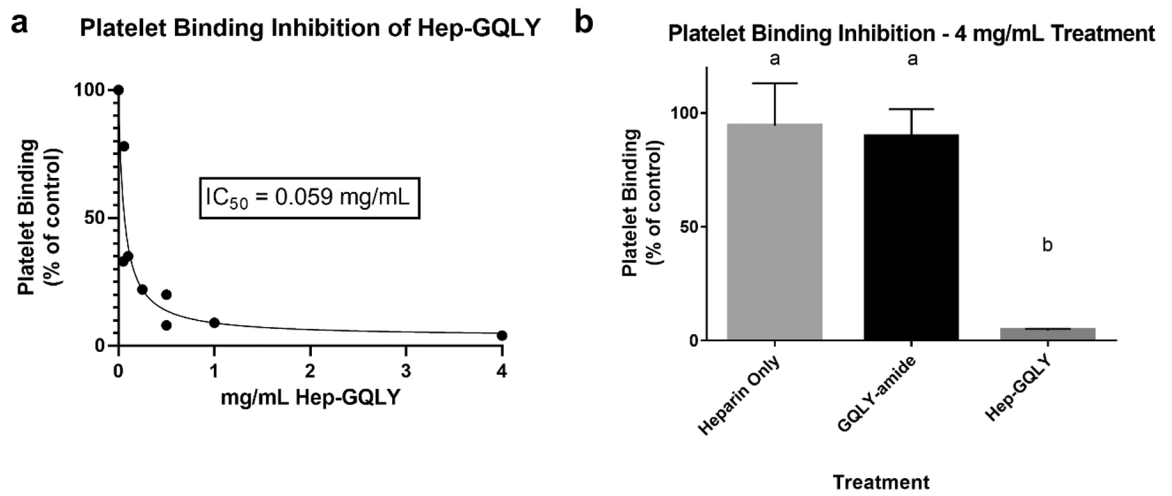 a
Platelet Binding Inhibition of Hep-GQLY
Platelet Binding
(% of control)
100
50
0
IC50 = 0.059 mg/mL
0 1 2 3 4
mg/mL Hep-GQLY
b
Platelet Binding Inhibition - 4 mg/mL Treatment
Platelet Binding
(% of control)
100
50
0
a
a
b
Heparin Only
GQLY-amide
Hep-GQLY
Treatment